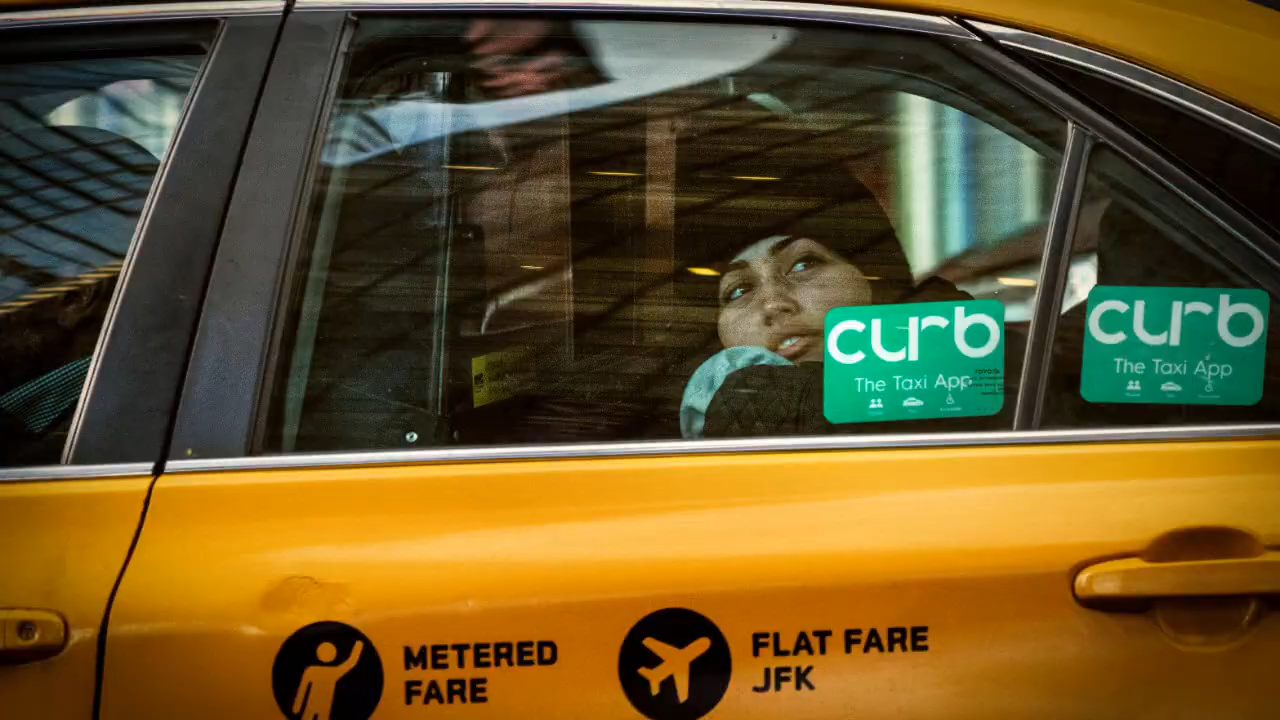 curb
The Taxi App
curb
The Taxi App
METERED
FARE
FLAT FARE
JFK